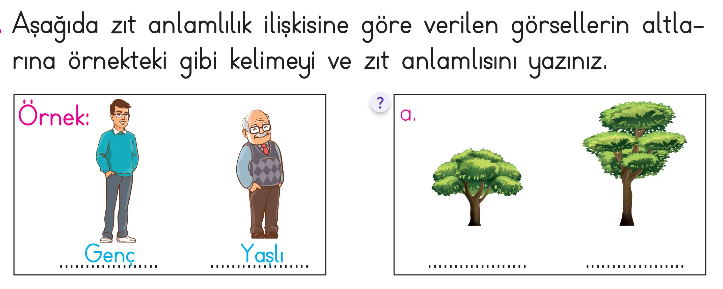 Aşağıda zıt anlamlılık ilişkisine göre verilen görsellerin altla-
rına örnekteki gibi kelimeyi ve zıt anlamlısını yazınız.
Örnek:
Genç
Yaşlı
?
a.